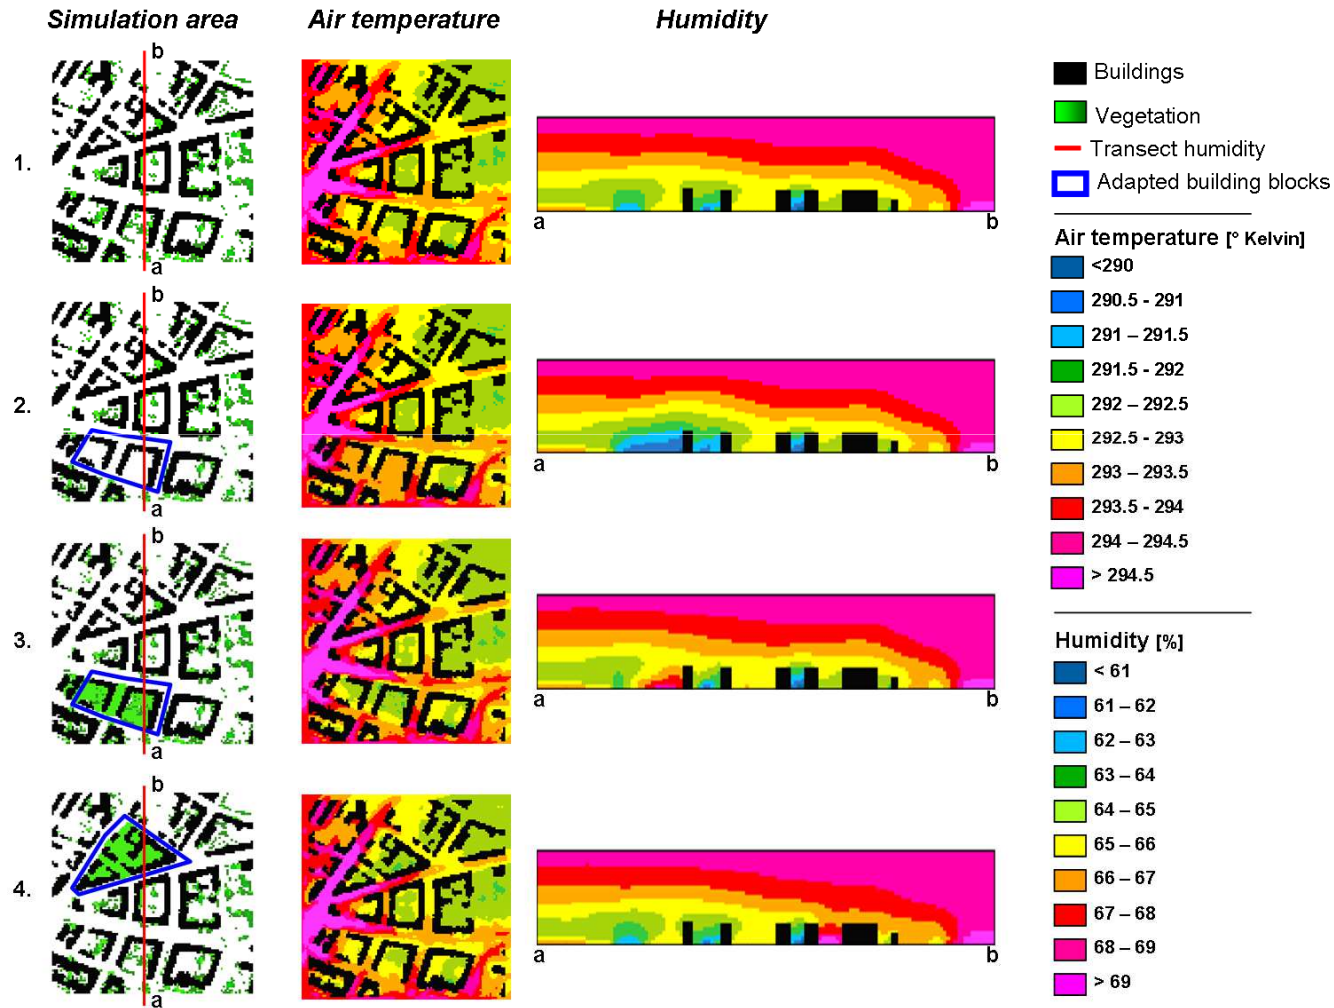 Simulation area
Air temperature
Humidity
b
1.
a
a
b
b
2.
a
a
b
b
3.
a
a
b
b
4.
a
a
b
Buildings
Vegetation
Transect humidity
Adapted building blocks
Air temperature [° Kelvin]
<290
290.5 - 291
291 – 291.5
291.5 - 292
292 – 292.5
292.5 - 293
293 – 293.5
293.5 - 294
294 – 294.5
> 294.5
Humidity [%]
< 61
61 – 62
62 – 63
63 – 64
64 – 65
65 – 66
66 – 67
67 – 68
68 – 69
> 69